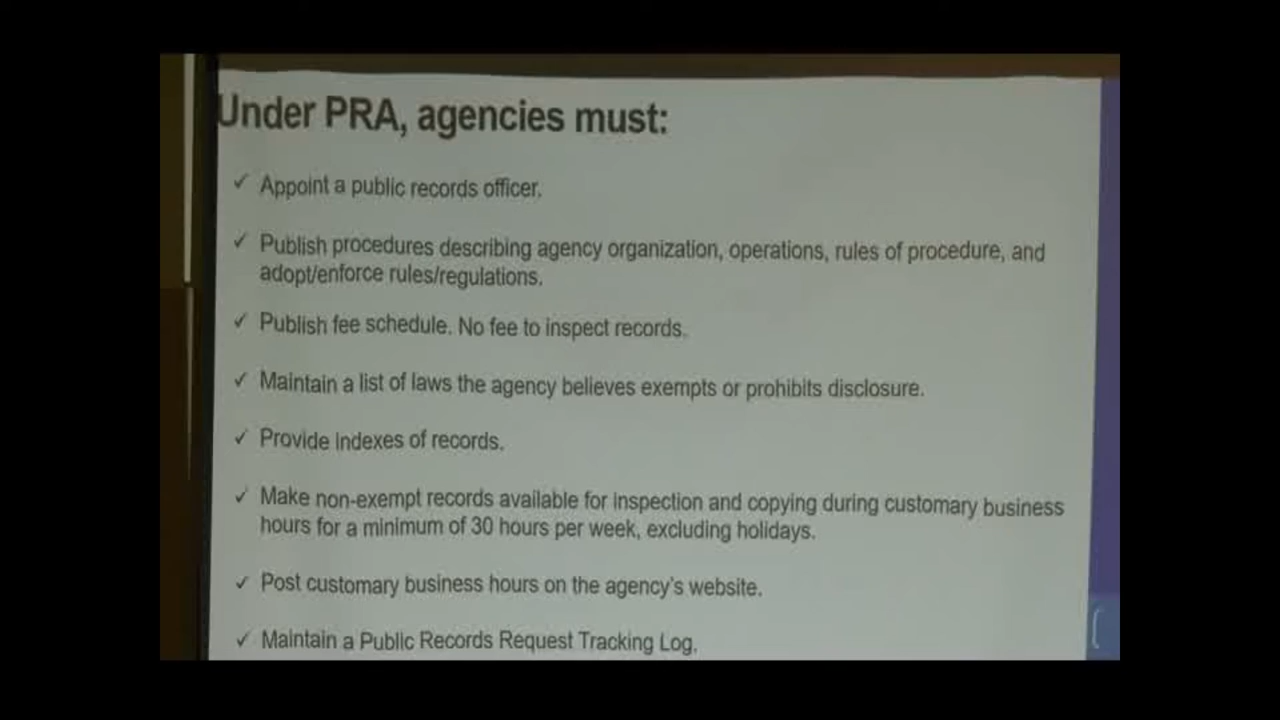 Under PRA, agencies must:
✓ Appoint a public records officer.
✓ Publish procedures describing agency organization, operations, rules of procedure, and
adopt/enforce rules/regulations.
✓ Publish fee schedule. No fee to inspect records.
✓ Maintain a list of laws the agency believes exempts or prohibits disclosure.
✓ Provide indexes of records.
✓ Make non-exempt records available for inspection and copying during customary business
hours for a minimum of 30 hours per week, excluding holidays.
✓ Post customary business hours on the agency's website.
✓ Maintain a Public Records Request Tracking Log.